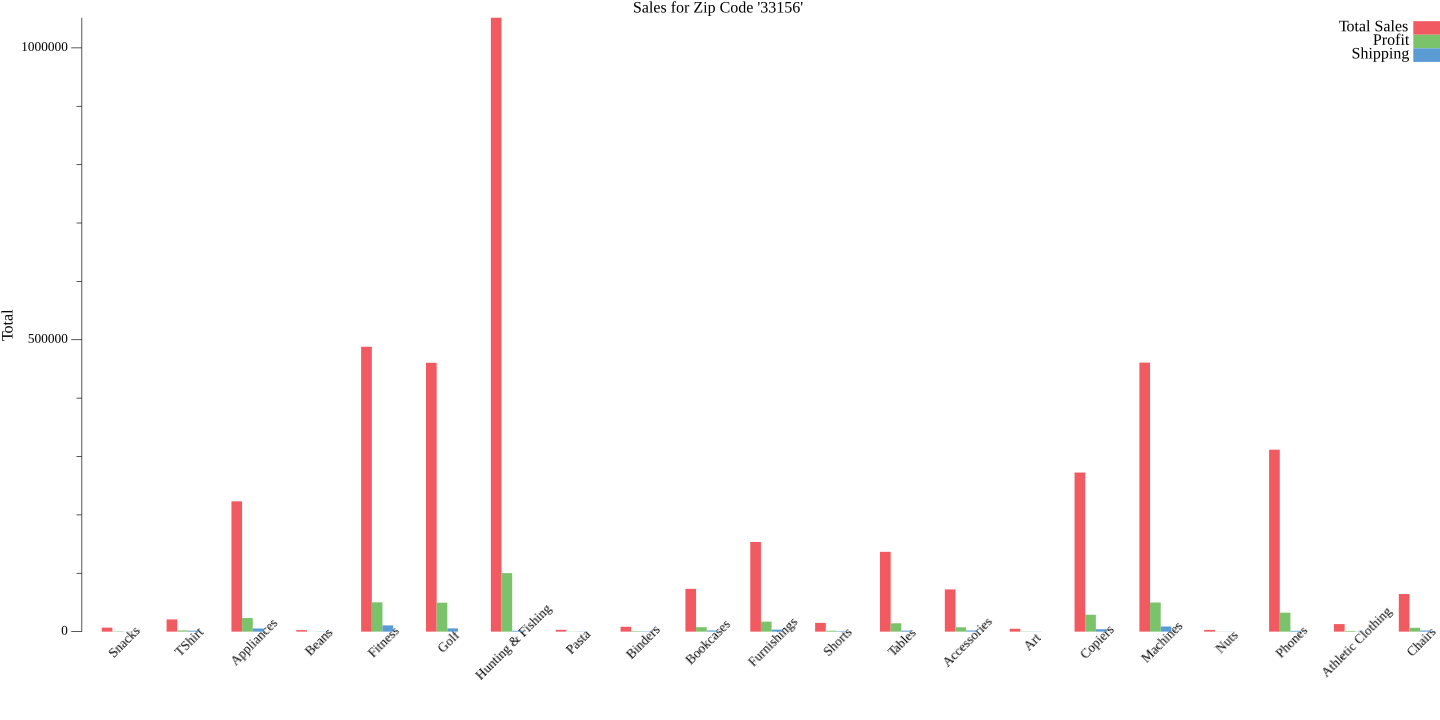 Sales for Zip Code '33156'
Total Sales
Profit
Shipping
1000000
500000
0
Total
Snacks
TShirt
Appliances
Beans
Fitness
Golf
Hunting & Fishing
Pasta
Binders
Bookcases
Furnishings
Shorts
Tables
Accessories
Art
Copiers
Machines
Nuts
Phones
Athletic Clothing
Chairs